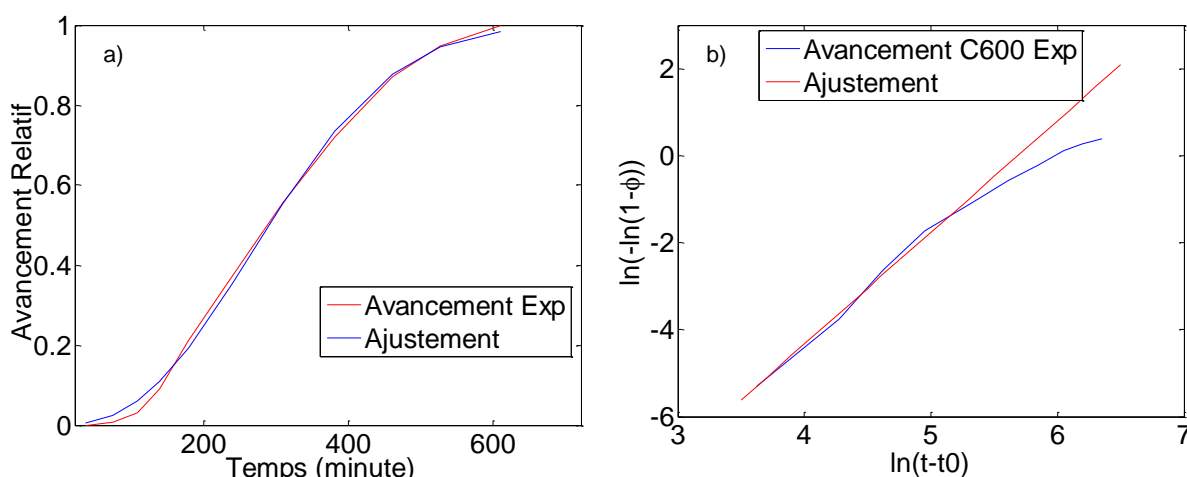 a)
1
0.8
0.6
0.4
0.2
0
Avancement Relatif
Avancement Exp
Ajustement
200
400
600
Temps (minute)
b)
Avancement C600 Exp
Ajustement
2
0
-2
-4
-6
ln(-ln(1-ϕ))
3
4
5
6
7
ln(t-t0)